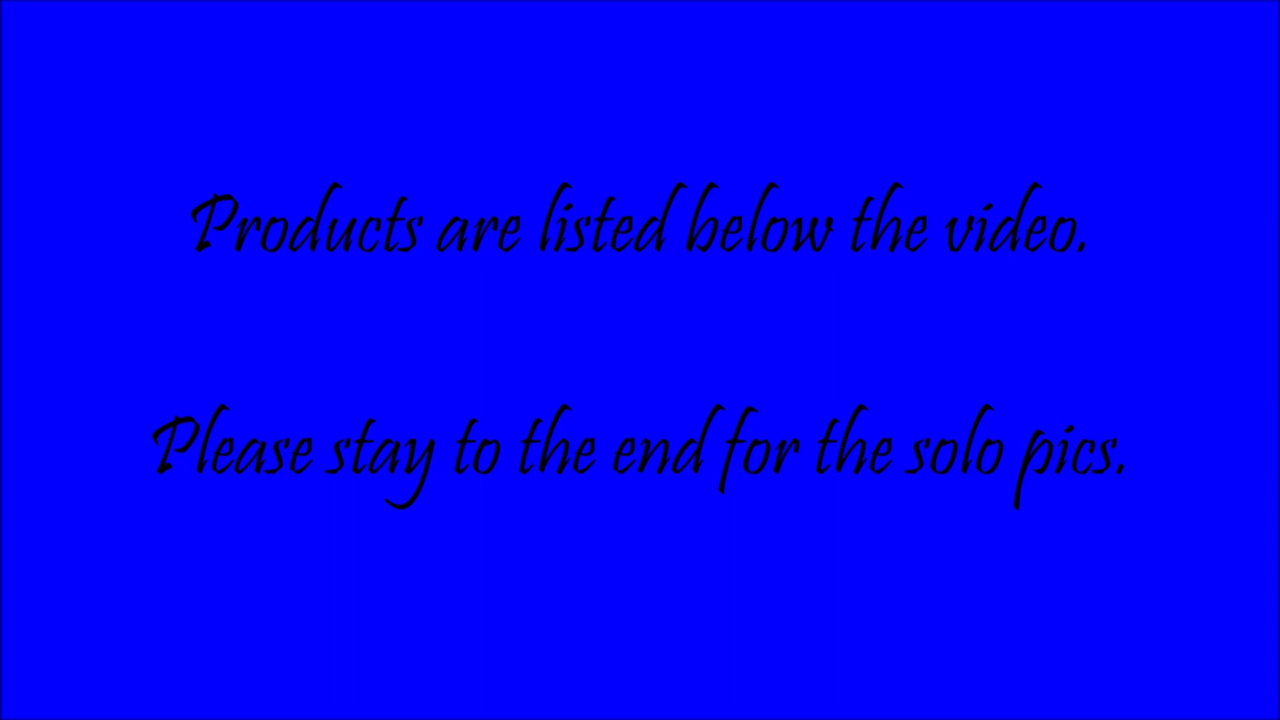 Products are listed below the video.
Please stay to the end for the solo pics.